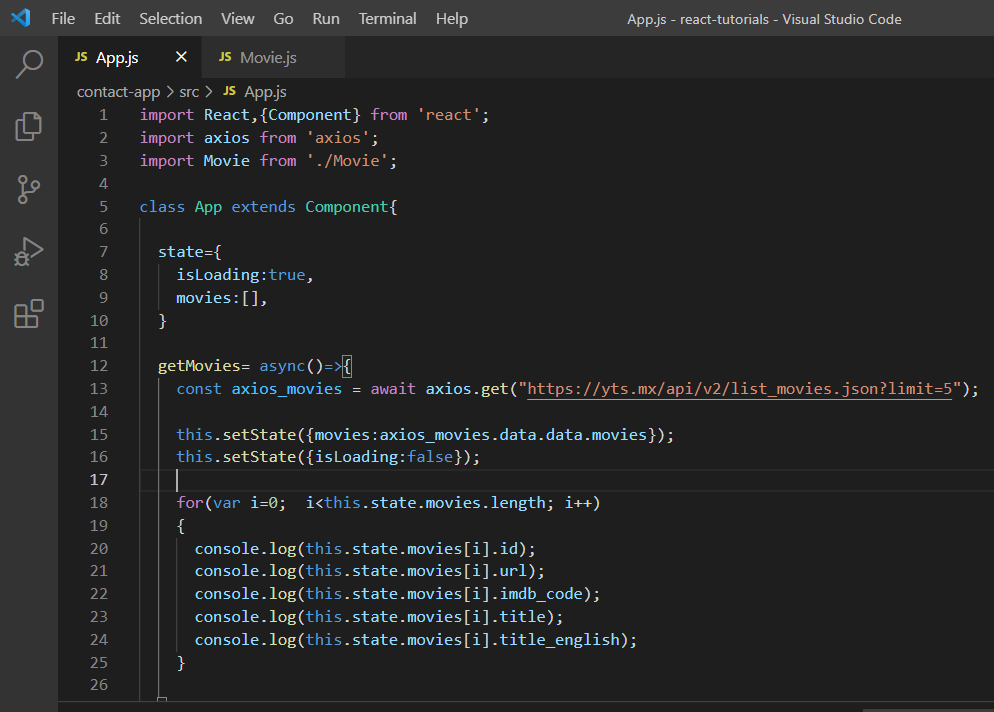 File Edit Selection View Go Run Terminal Help App.js - react-tutorials - Visual Studio Code
JS App.js × JS Movie.js
contact-app > src > JS App.js
1 import React,{Component} from 'react';
2 import axios from 'axios';
3 import Movie from './Movie';
4
5 class App extends Component{
6
7   state={
8     isLoading:true,
9     movies:[],
10   }
11
12   getMovies= async()=>{
13     const axios_movies = await axios.get("https://yts.mx/api/v2/list_movies.json?limit=5");
14
15     this.setState({movies:axios_movies.data.data.movies});
16     this.setState({isLoading:false});
17
18     for(var i=0;  i<this.state.movies.length; i++)
19     {
20       console.log(this.state.movies[i].id);
21       console.log(this.state.movies[i].url);
22       console.log(this.state.movies[i].imdb_code);
23       console.log(this.state.movies[i].title);
24       console.log(this.state.movies[i].title_english);
25     }
26